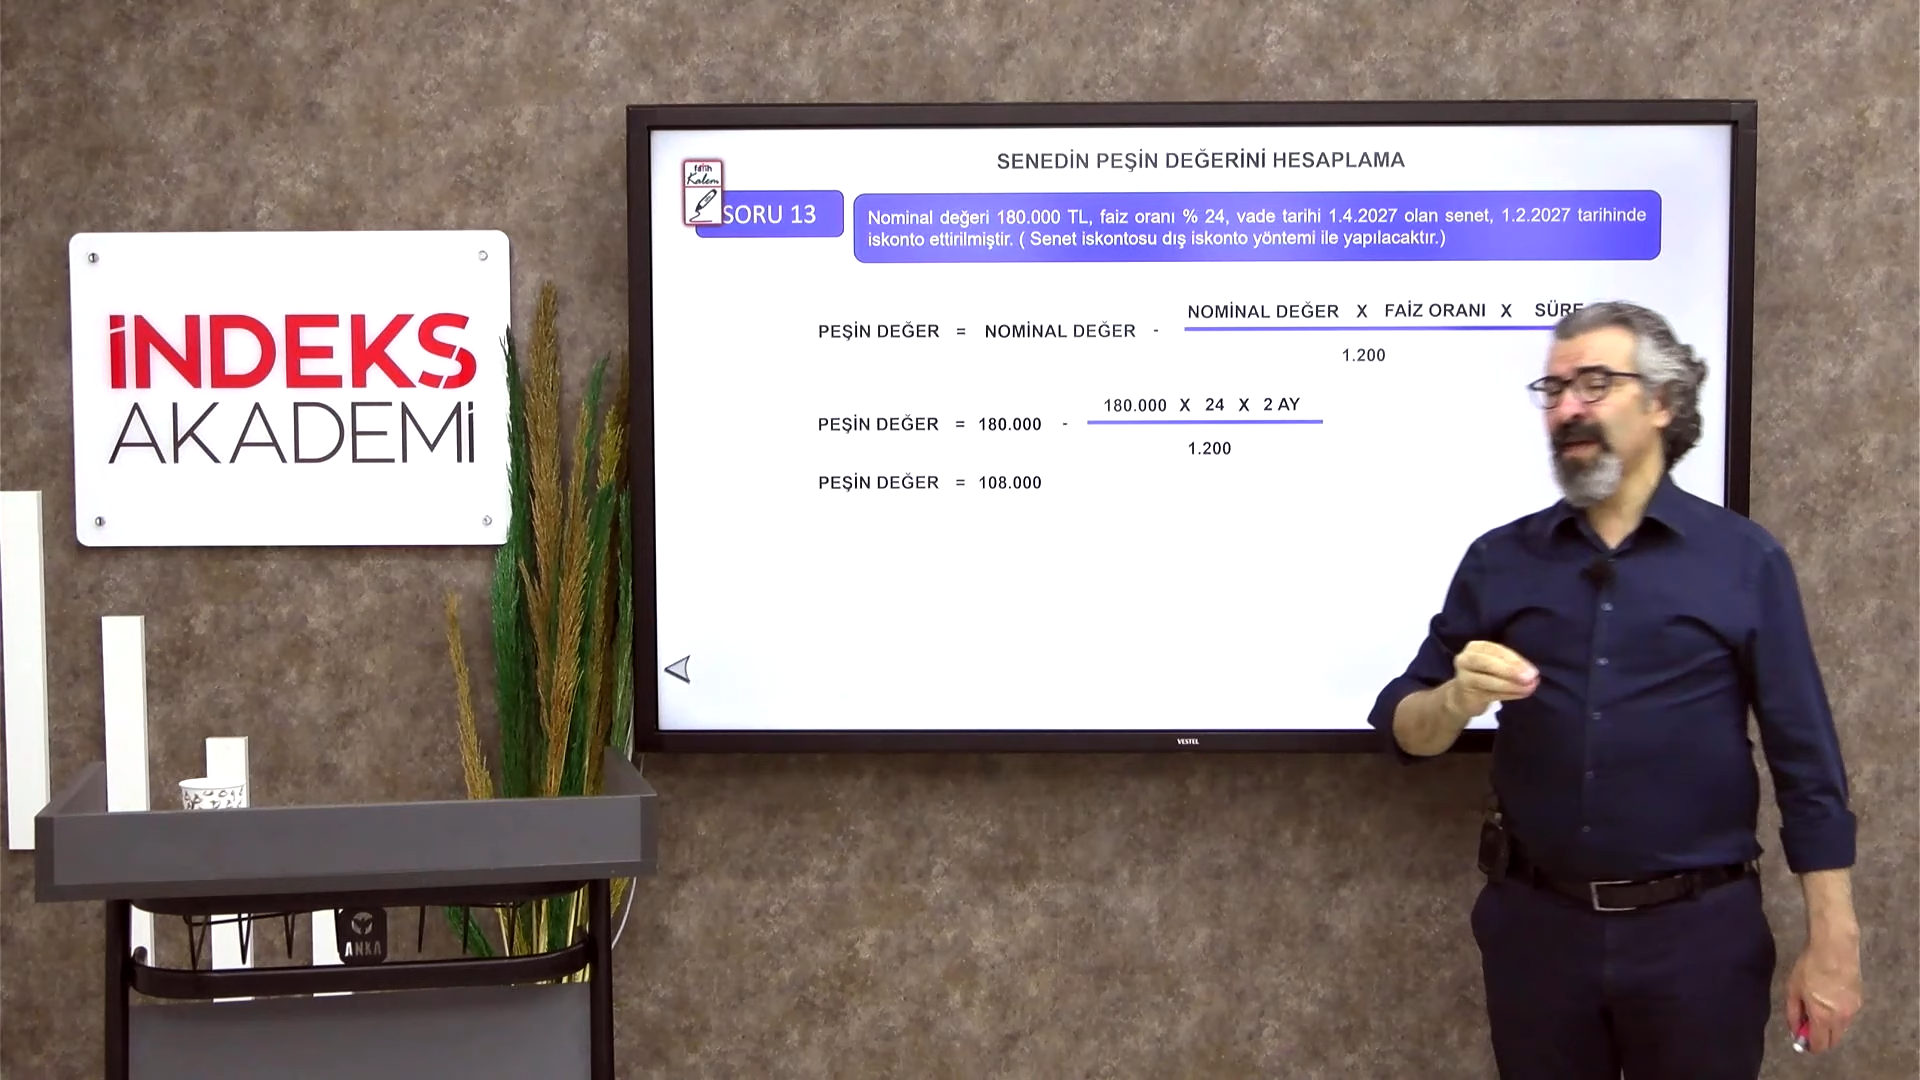 SENEDİN PEŞİN DEĞERİNİ HESAPLAMA
fatih
Kalem
SORU 13
Nominal değeri 180.000 TL, faiz oranı % 24, vade tarihi 1.4.2027 olan senet, 1.2.2027 tarihinde
iskonto ettirilmiştir. ( Senet iskontosu dış iskonto yöntemi ile yapılacaktır.)
NOMİNAL DEĞER X FAİZ ORANI X SÜRE
PEŞİN DEĞER = NOMİNAL DEĞER -
1.200
180.000 X 24 X 2 AY
PEŞİN DEĞER = 180.000 -
1.200
PEŞİN DEĞER = 108.000
VESTEL
İNDEKS
AKADEMİ
ANKA